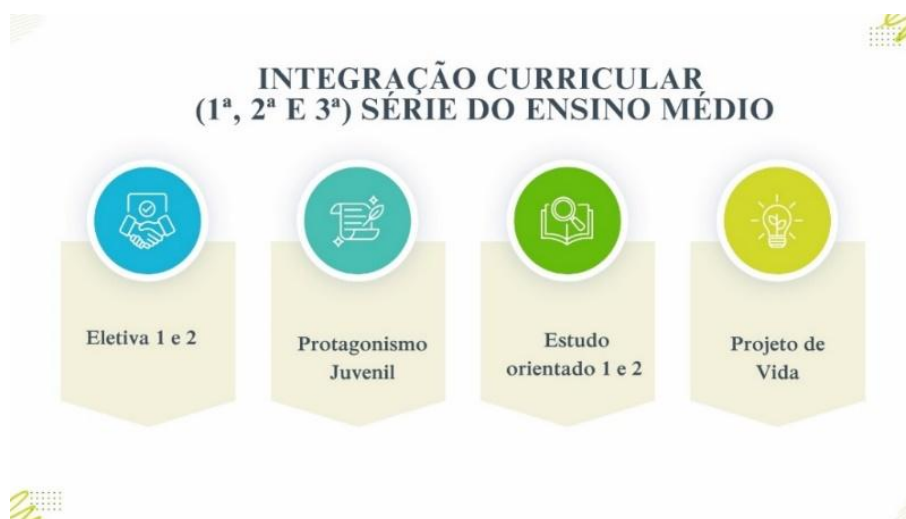 INTEGRAÇÃO CURRICULAR
(1ª, 2ª E 3ª) SÉRIE DO ENSINO MÉDIO
Eletiva 1 e 2
Protagonismo
Juvenil
Estudo
orientado 1 e 2
Projeto de
Vida